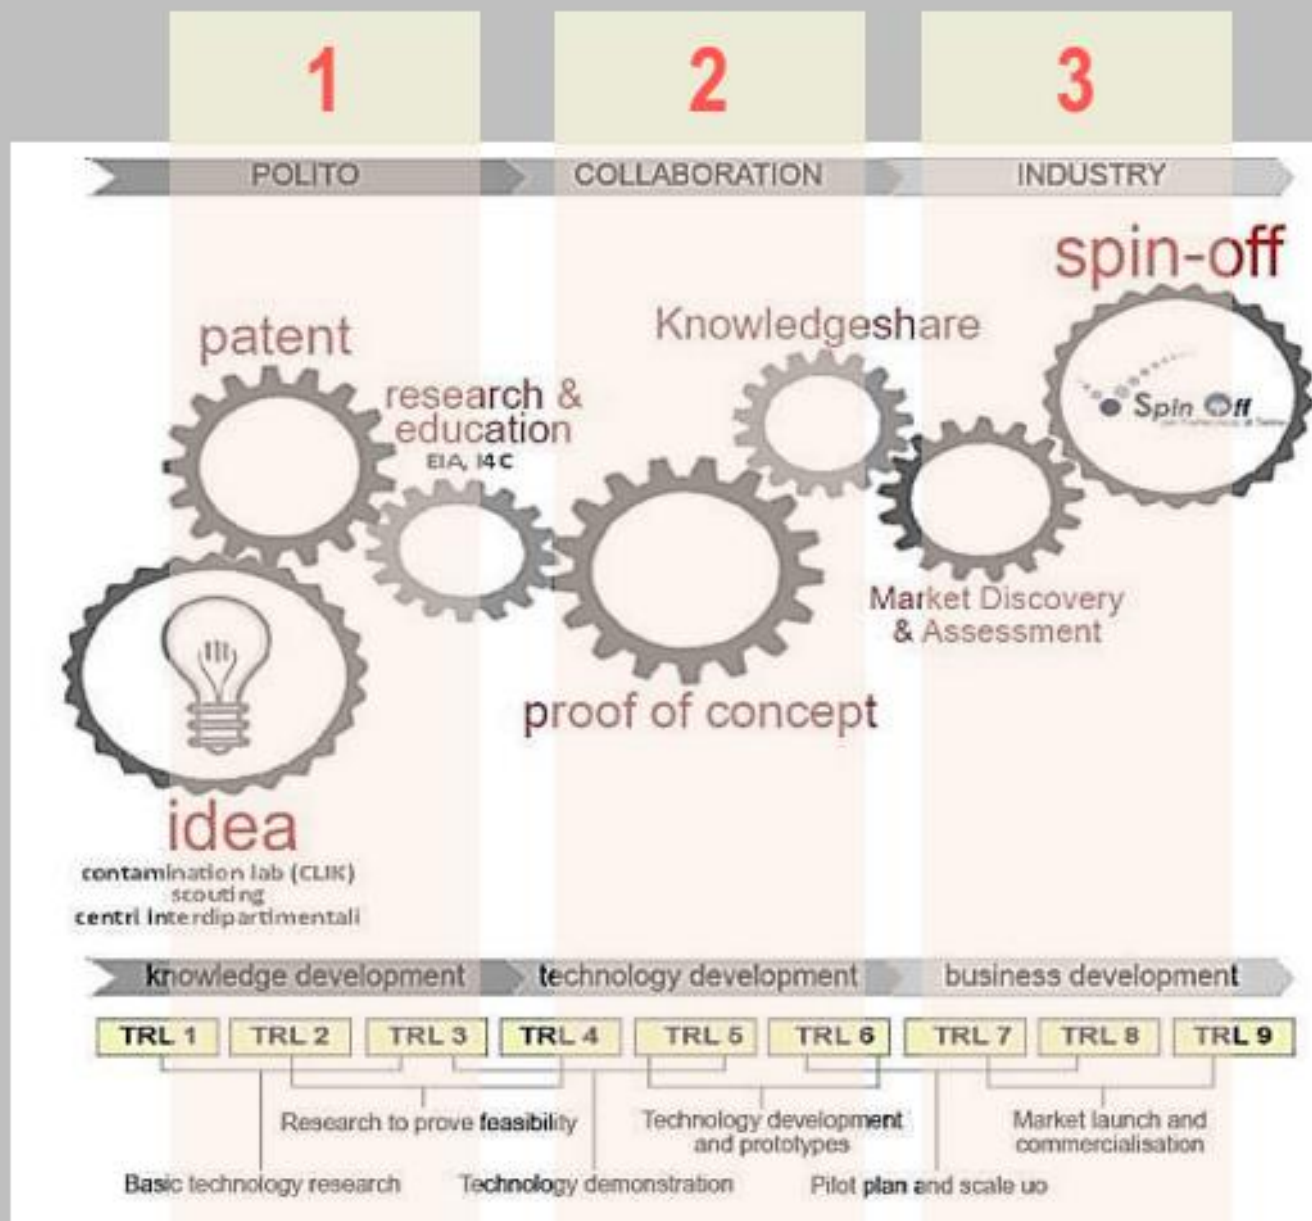 1 2 3
POLITO COLLABORATION INDUSTRY
spin-off
Knowledgeshare
patent
research &
education
EIA, I4C
Spin Off
Market Discovery
& Assessment
proof of concept
idea
contamination lab (CLIK)
scouting
centri interdipartimentali
knowledge development technology development business development
TRL 1 TRL 2 TRL 3 TRL 4 TRL 5 TRL 6 TRL 7 TRL 8 TRL 9
Research to prove feasibility
Technology development
and prototypes
Market launch and
commercialisation
Basic technology research
Technology demonstration
Pilot plan and scale uo